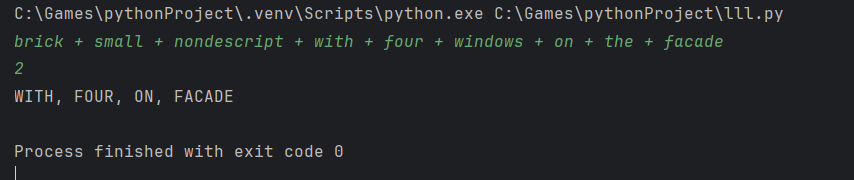 C:\Games\pythonProject\.venv\Scripts\python.exe C:\Games\pythonProject\lll.py
brick + small + nondescript + with + four + windows + on + the + facade
2
WITH, FOUR, ON, FACADE
Process finished with exit code 0